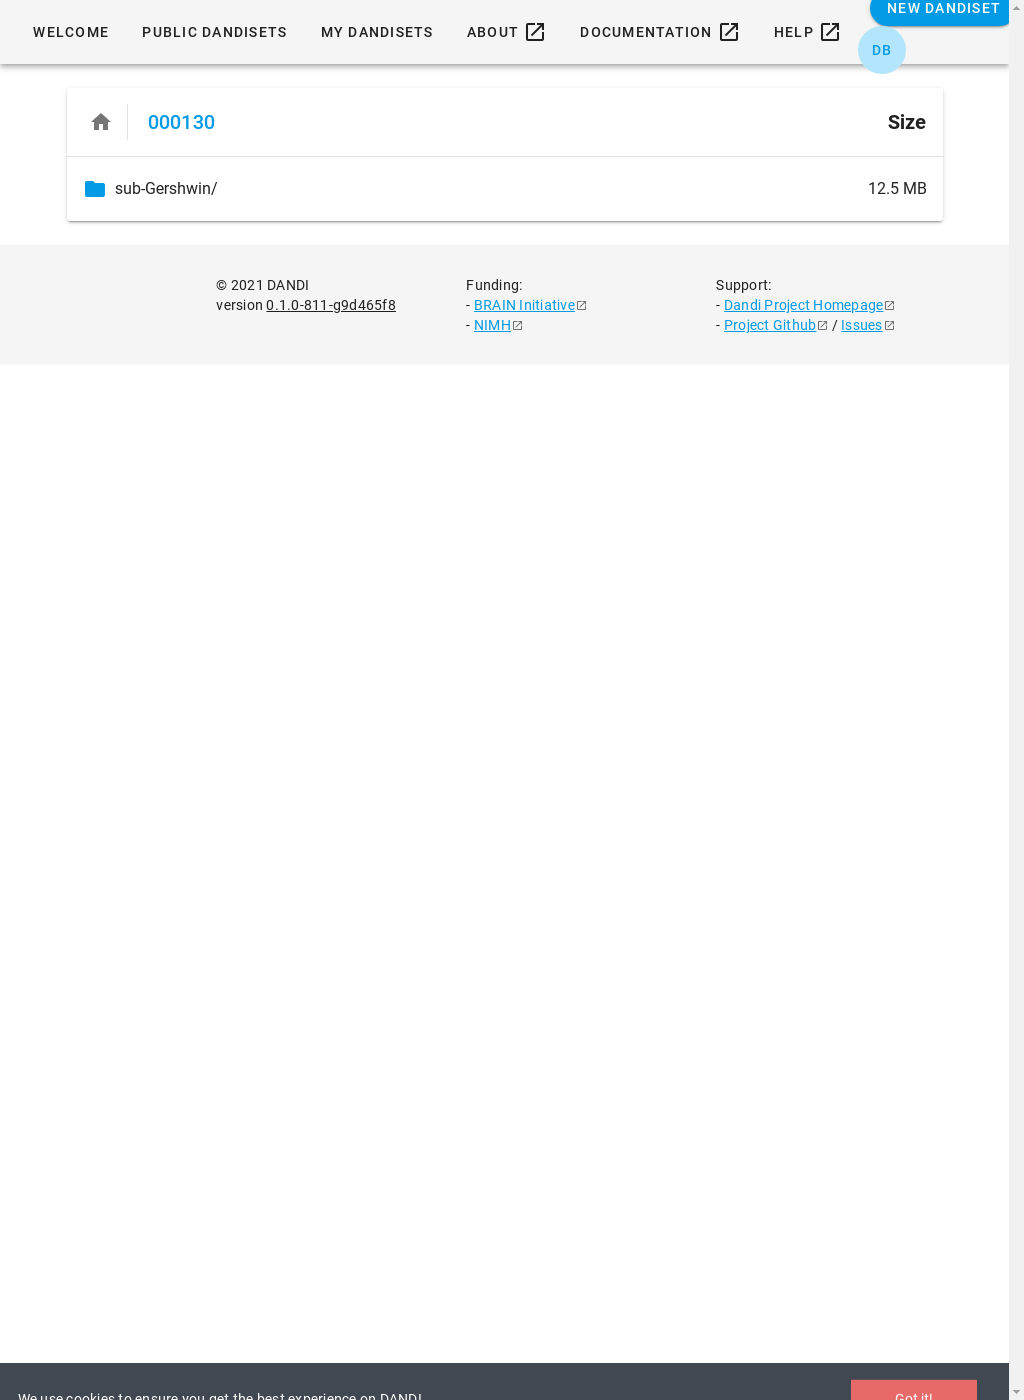 NEW DANDISET
WELCOME PUBLIC DANDISETS MY DANDISETS ABOUT DOCUMENTATION HELP
DB
000130 Size
sub-Gershwin/ 12.5 MB
© 2021 DANDI Funding: Support:
version 0.1.0-811-g9d465f8 - BRAIN Initiative - Dandi Project Homepage
- NIMH - Project Github / Issues
We use cookies to ensure you get the best experience on DANDI. Got it!